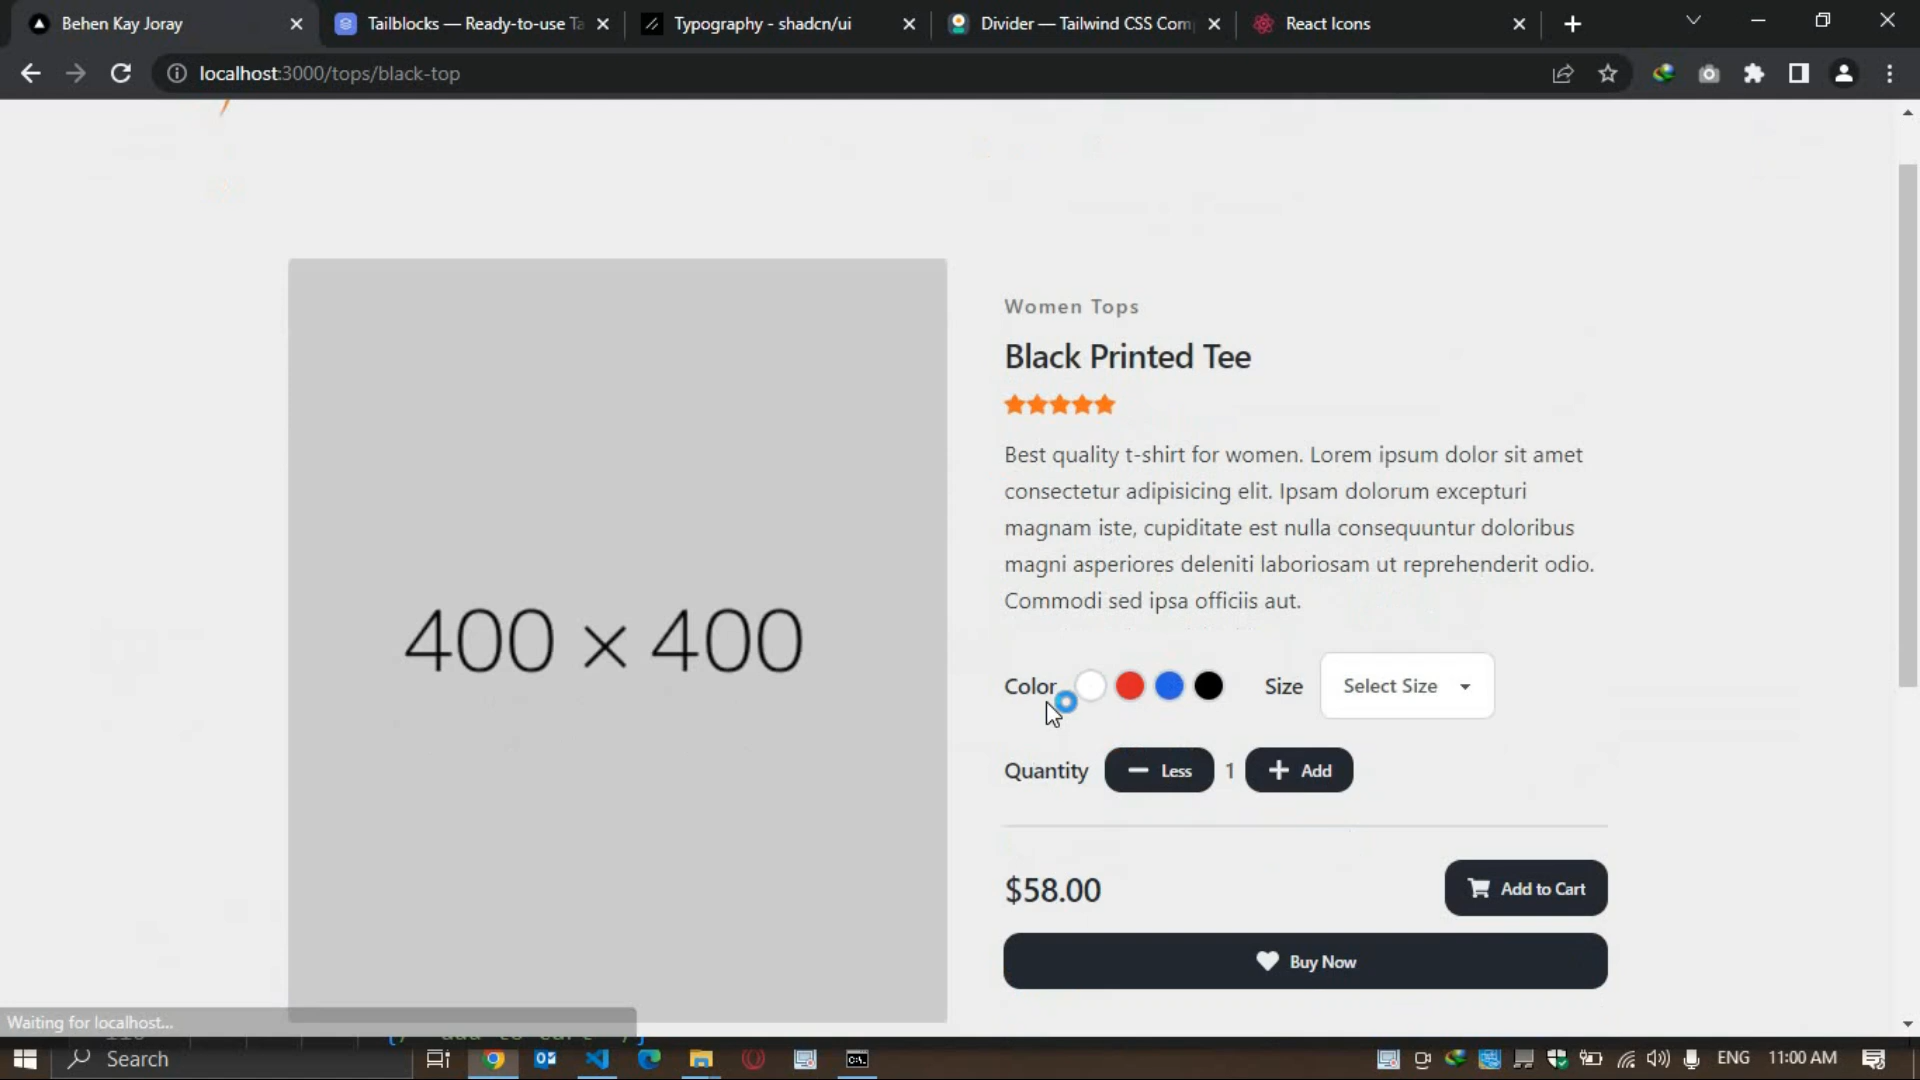 Behen Kay Joray
Tailblocks — Ready-to-use Ta
Typography - shadcn/ui
Divider — Tailwind CSS Com
React Icons
localhost:3000/tops/black-top
400 × 400
Women Tops
Black Printed Tee
Best quality t-shirt for women. Lorem ipsum dolor sit amet
consectetur adipisicing elit. Ipsam dolorum excepturi
magnam iste, cupiditate est nulla consequuntur doloribus
magni asperiores deleniti laboriosam ut reprehenderit odio.
Commodi sed ipsa officiis aut.
Color
Size
Select Size
Quantity
Less
1
Add
$58.00
Add to Cart
Buy Now
Waiting for localhost...
Search
ENG
11:00 AM